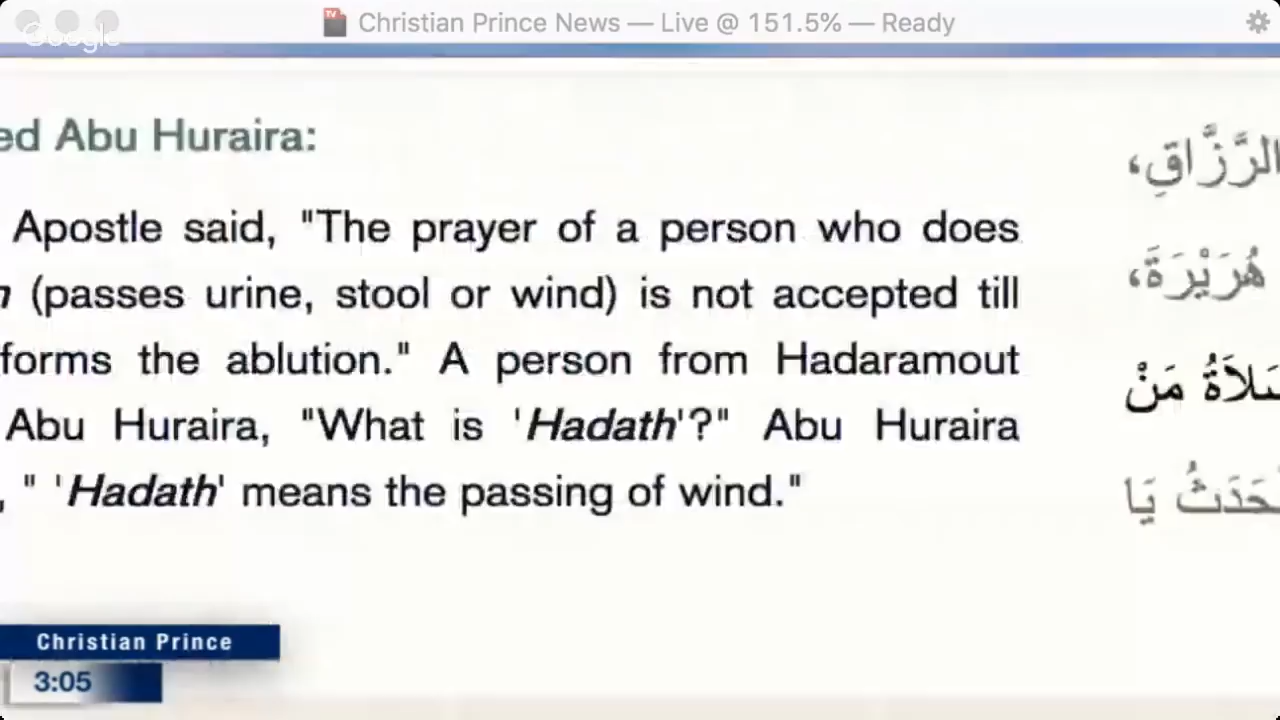 Christian Prince News — Live @ 151.5% — Ready
Google
ed Abu Huraira:
Apostle said, "The prayer of a person who does
(passes urine, stool or wind) is not accepted till
forms the ablution." A person from Hadaramout
Abu Huraira, "What is 'Hadath'?" Abu Huraira
, " 'Hadath' means the passing of wind."
الرَّزَّاقِ،
هُرَيْرَةَ،
صَلاَةُ مَنْ
لْحَدَثُ يَا
Christian Prince
3:05